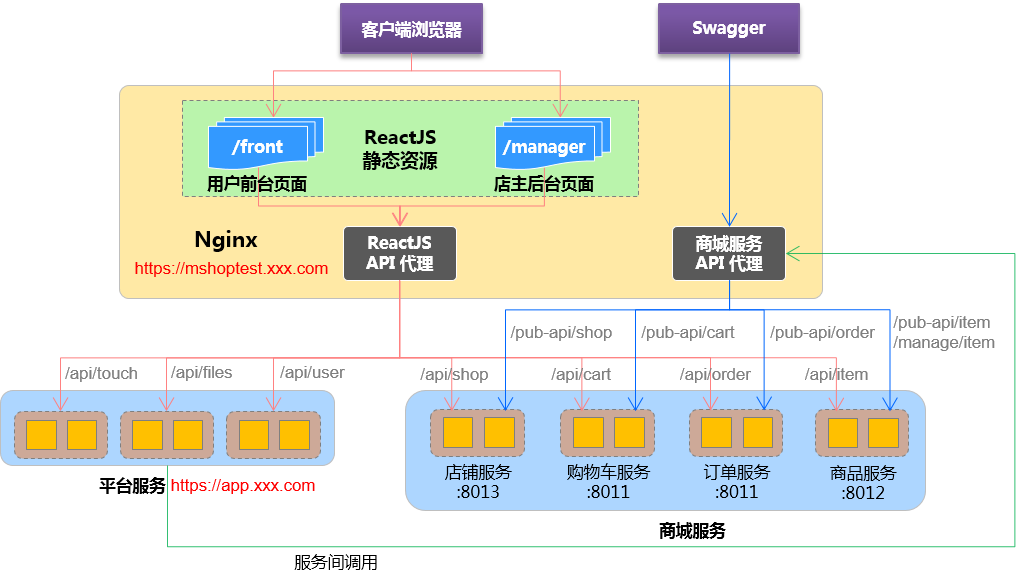 客户端浏览器
Swagger
/front
ReactJS
静态资源
/manager
用户前台页面
店主后台页面
Nginx
https://mshoptest.xxx.com
ReactJS
API 代理
商城服务
API 代理
/pub-api/shop
/pub-api/cart
/pub-api/order
/pub-api/item
/manage/item
/api/touch
/api/files
/api/user
/api/shop
/api/cart
/api/order
/api/item
店铺服务
:8013
购物车服务
:8011
订单服务
:8011
商品服务
:8012
平台服务
https://app.xxx.com
商城服务
服务间调用